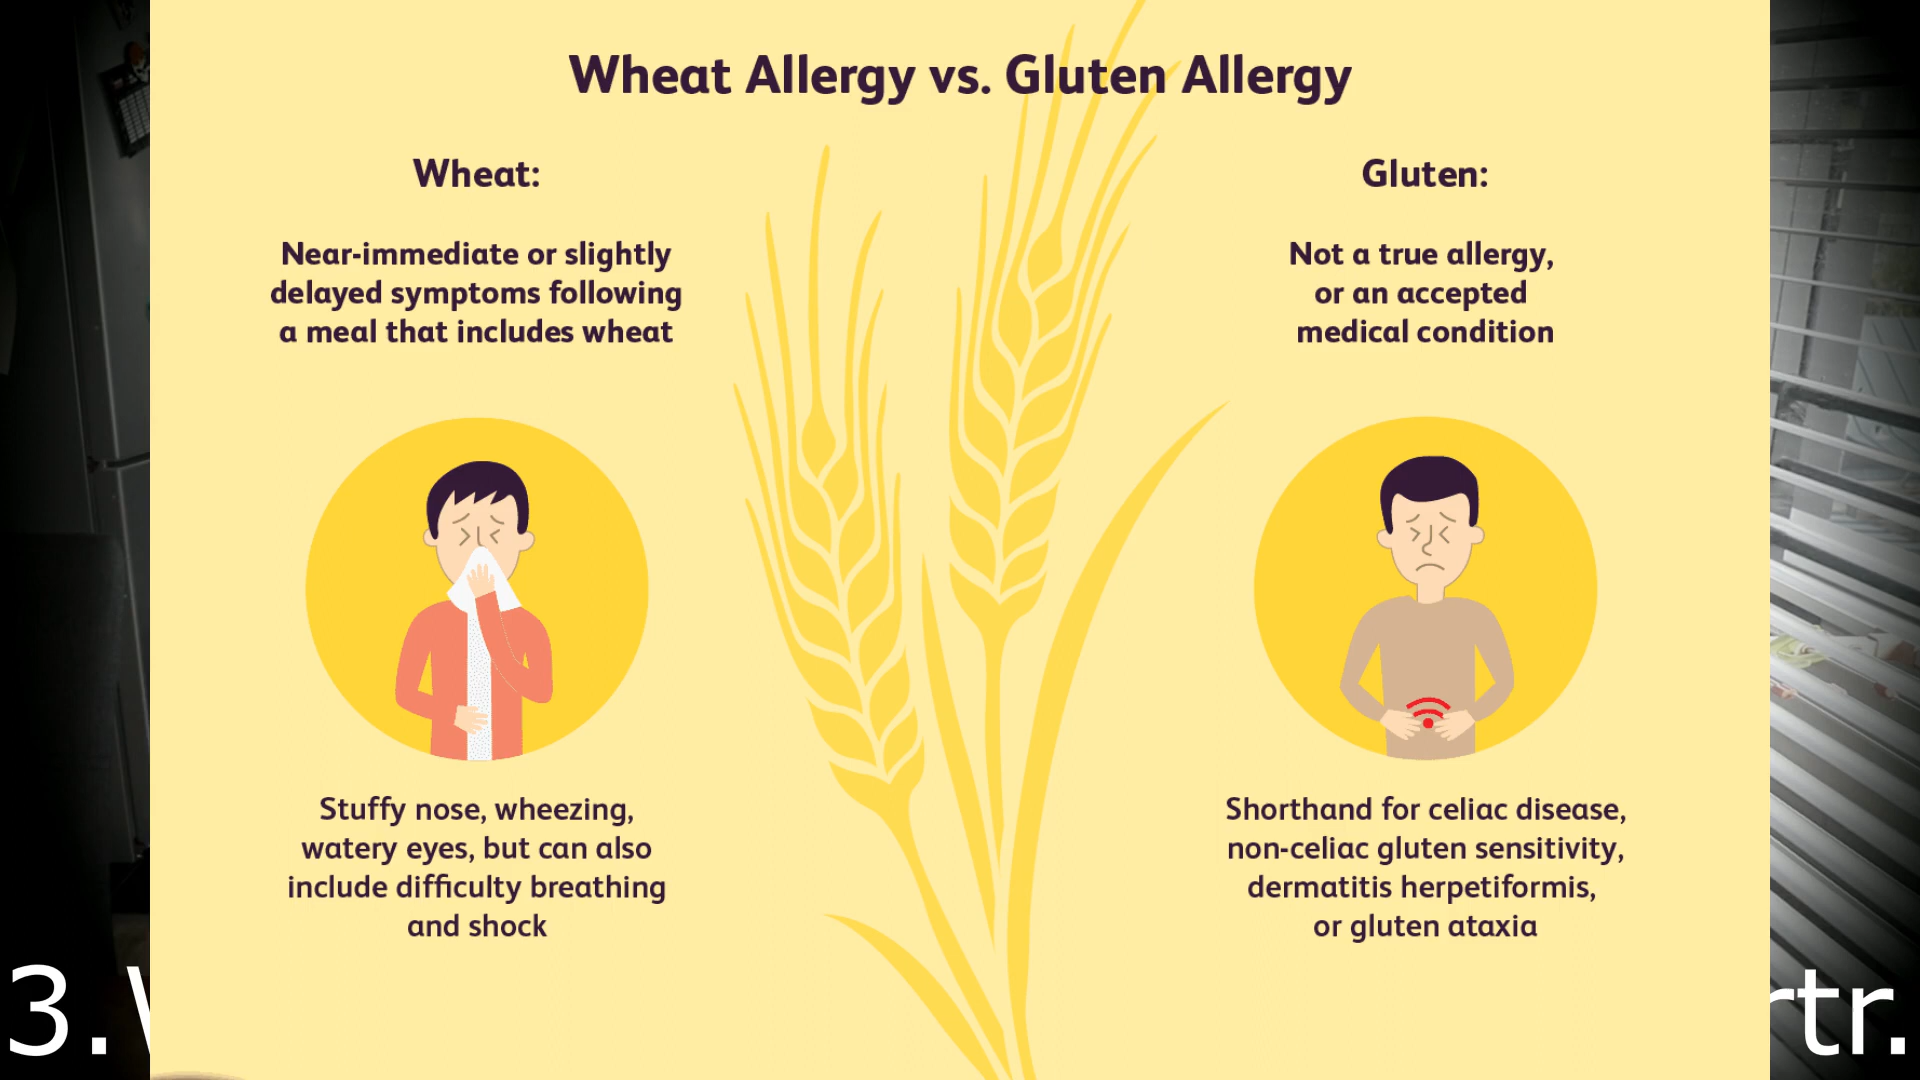 Wheat Allergy vs. Gluten Allergy
Wheat:
Near-immediate or slightly
delayed symptoms following
a meal that includes wheat
Stuffy nose, wheezing,
watery eyes, but can also
include difficulty breathing
and shock
Gluten:
Not a true allergy,
or an accepted
medical condition
Shorthand for celiac disease,
non-celiac gluten sensitivity,
dermatitis herpetiformis,
or gluten ataxia
3.